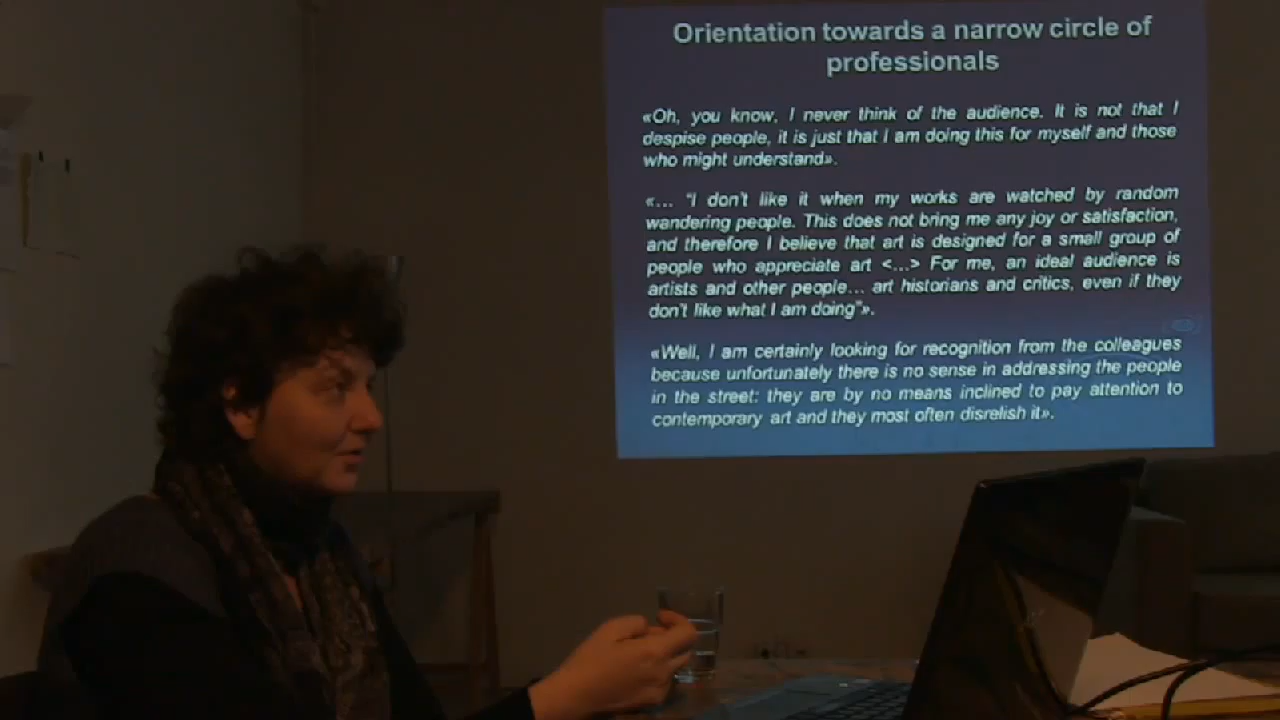 Orientation towards a narrow circle of
professionals
«Oh, you know, I never think of the audience. It is not that I
despise people, it is just that I am doing this for myself and those
who might understand».
«... "I don't like it when my works are watched by random
wandering people. This does not bring me any joy or satisfaction,
and therefore I believe that art is designed for a small group of
people who appreciate art <...> For me, an ideal audience is
artists and other people... art historians and critics, even if they
don't like what I am doing"».
«Well, I am certainly looking for recognition from the colleagues
because unfortunately there is no sense in addressing the people
in the street: they are by no means inclined to pay attention to
contemporary art and they most often disrelish it».